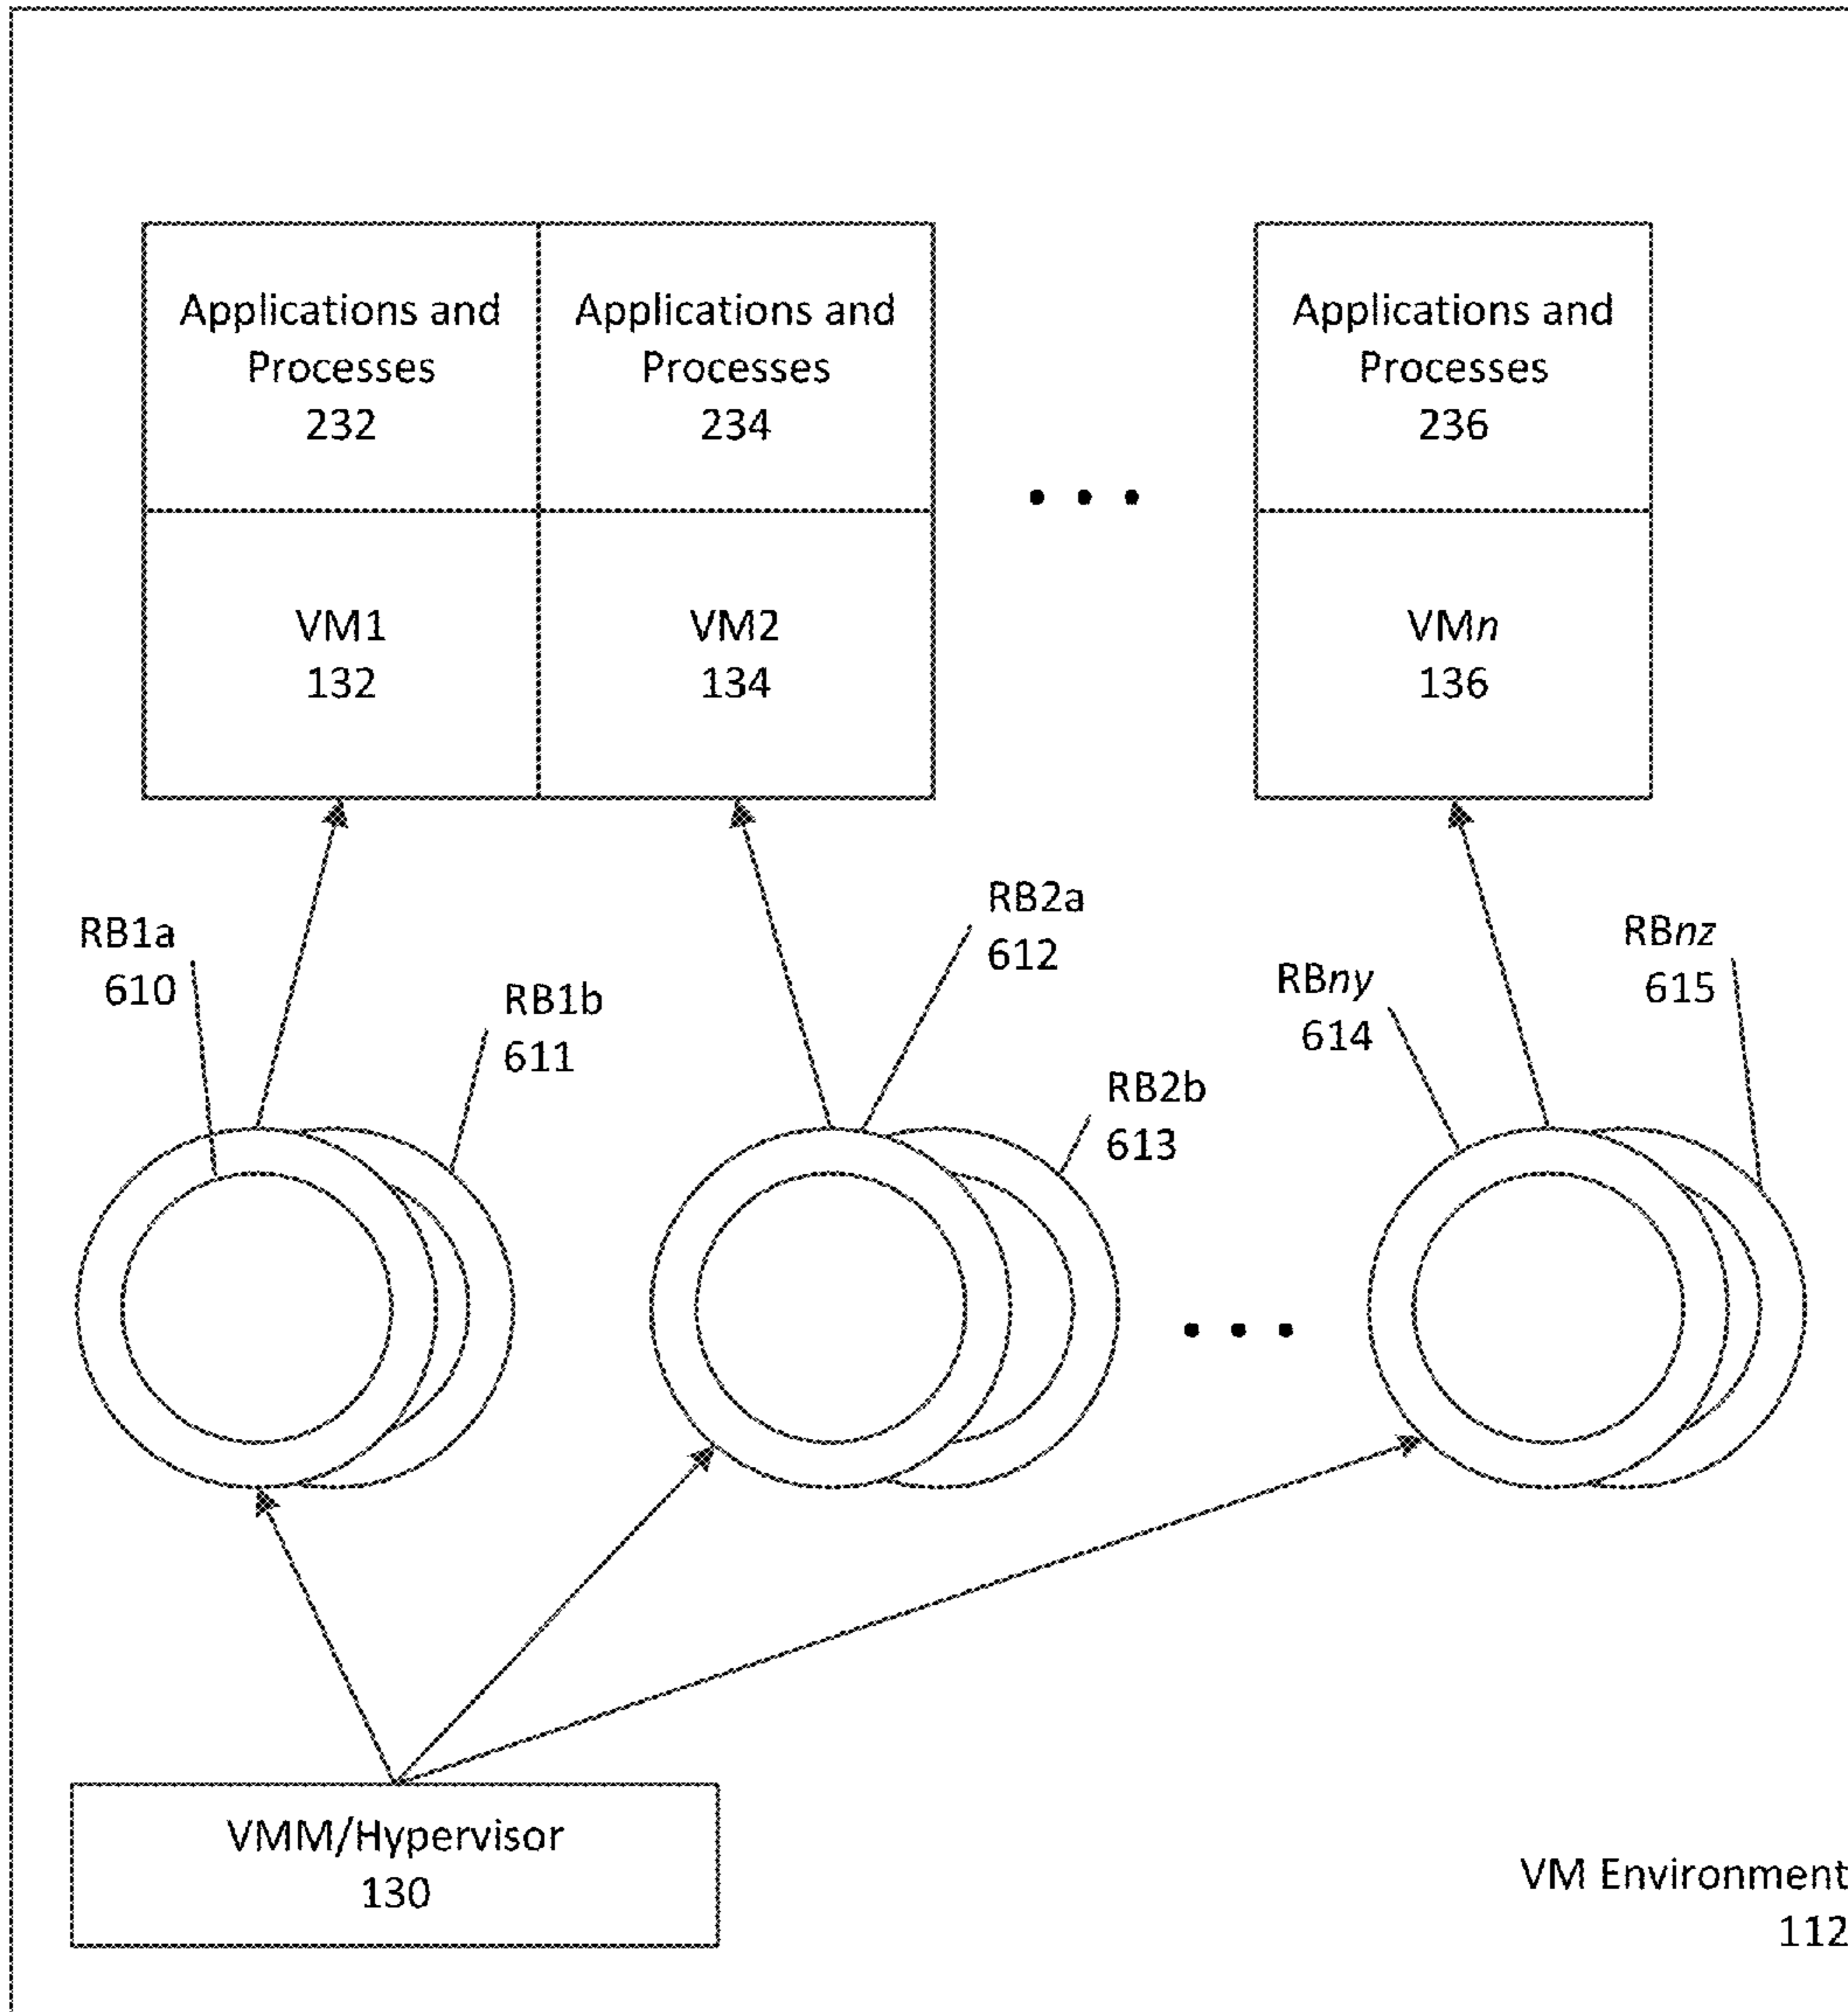 Applications and
Processes
232
Applications and
Processes
234
Applications and
Processes
236
VM1
132
VM2
134
VMn
136
RB1a
610
RB1b
611
RB2a
612
RB2b
613
RBny
614
RBnz
615
VMM/Hypervisor
130
VM Environment
112